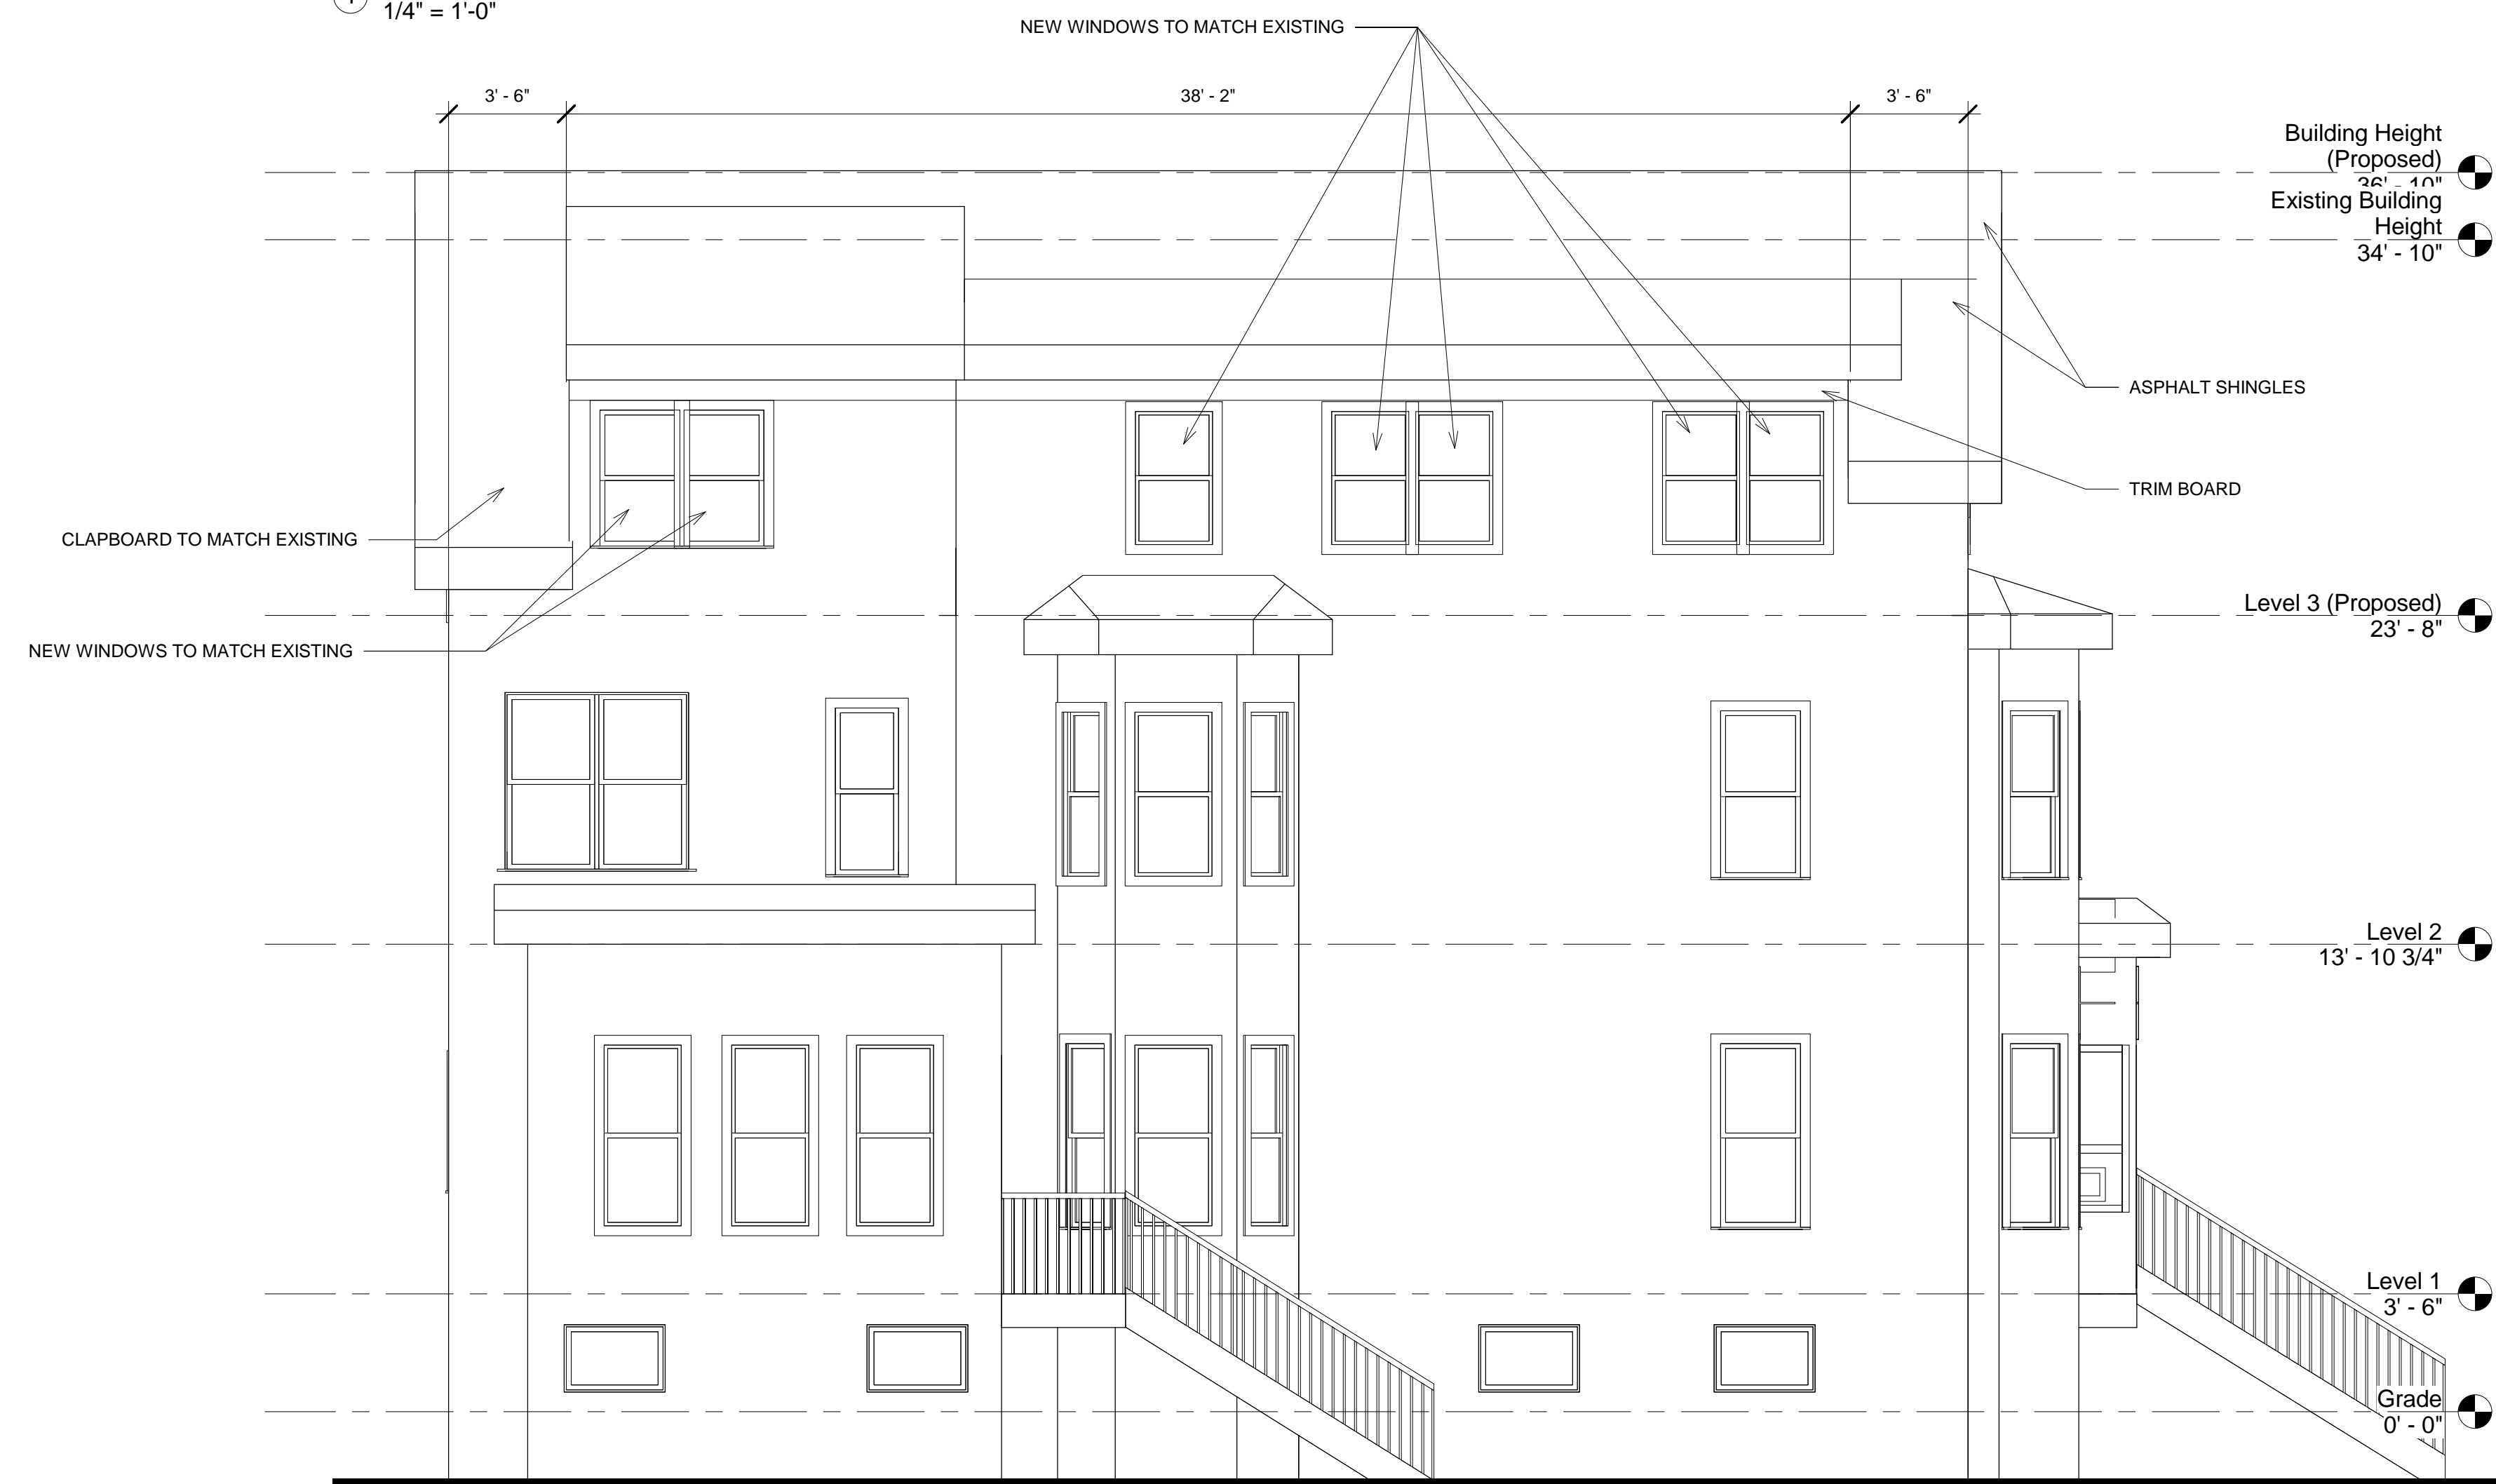 1/4" = 1'-0"
NEW WINDOWS TO MATCH EXISTING
3' - 6"
38' - 2"
3' - 6"
Building Height
(Proposed)
36' - 10"
Existing Building
Height
34' - 10"
ASPHALT SHINGLES
TRIM BOARD
CLAPBOARD TO MATCH EXISTING
Level 3 (Proposed)
23' - 8"
NEW WINDOWS TO MATCH EXISTING
Level 2
13' - 10 3/4"
Level 1
3' - 6"
Grade
0' - 0"